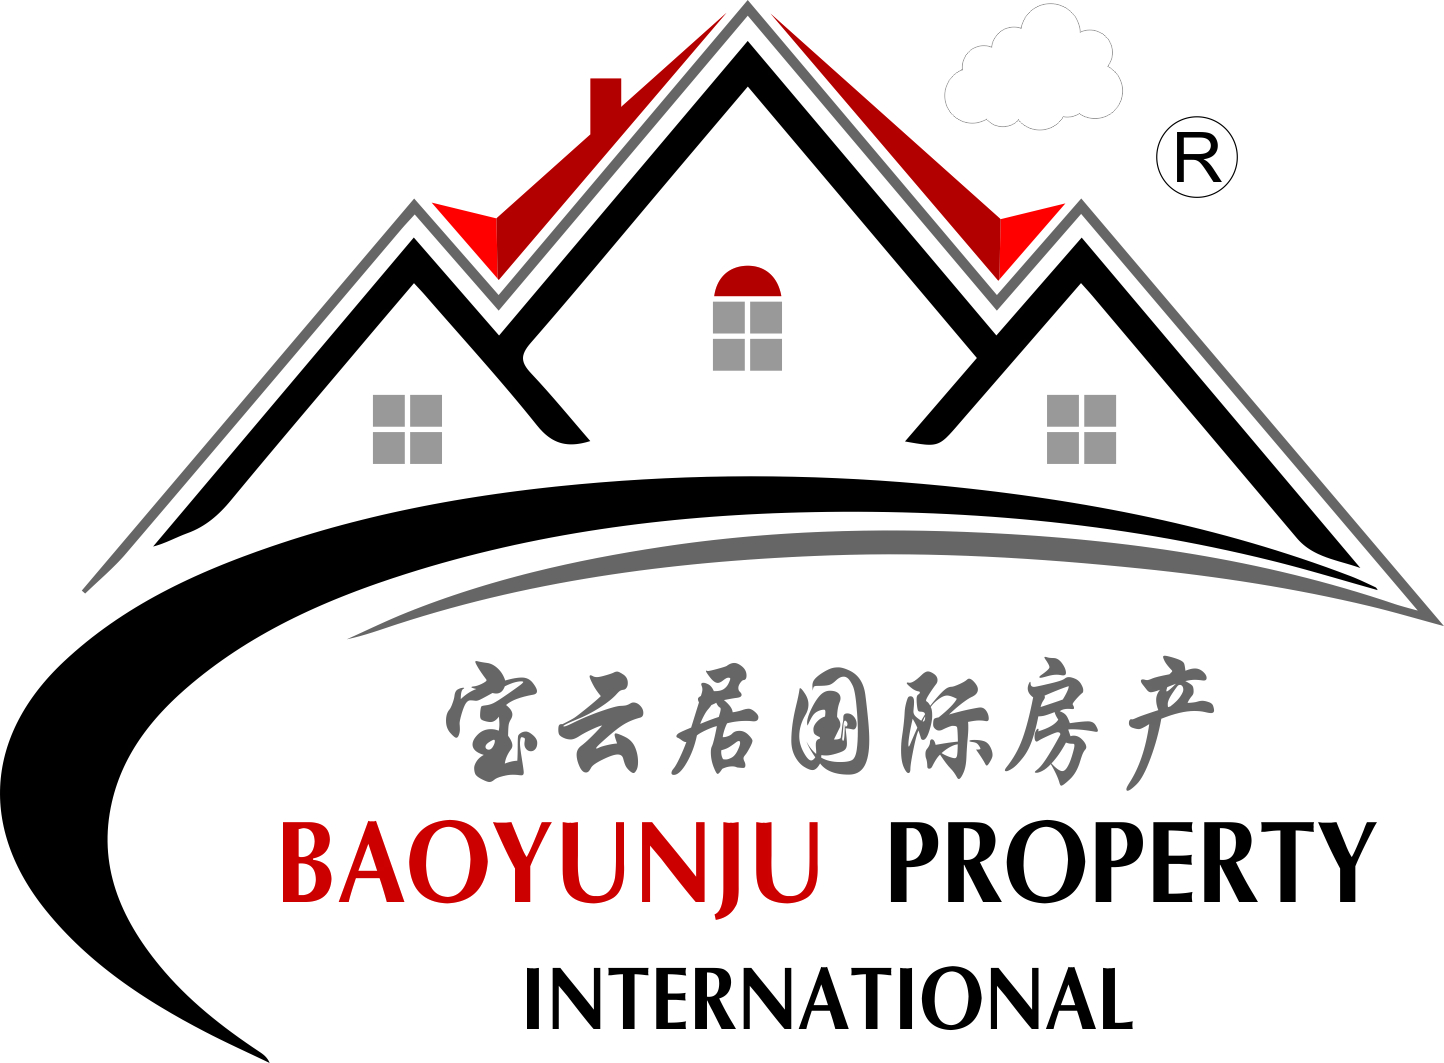 ®
宝云居国际房产
BAOYUNJU PROPERTY
INTERNATIONAL